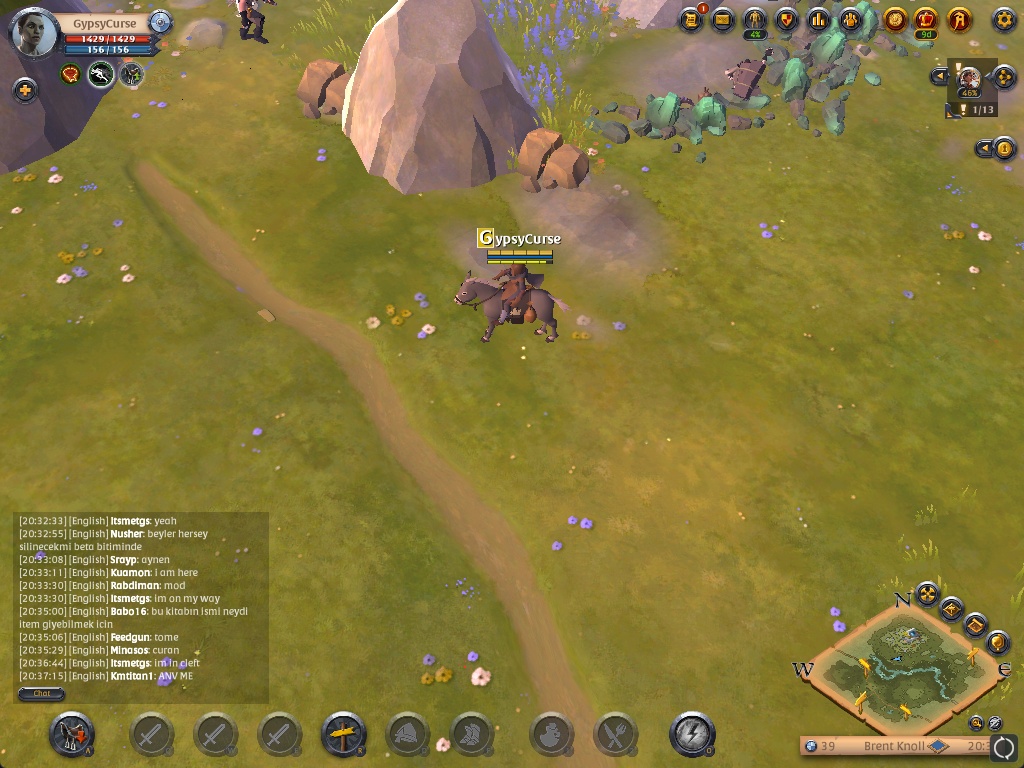 GypsyCurse
1429 / 1429
156 / 156
1
4%
9d
46%
1/13
GypsyCurse
[20:32:33] [English] Itsmetgs: yeah
[20:32:55] [English] Nusher: beyler hersey
silinecekmi beta bitiminde
[20:33:08] [English] Srayp: aynen
[20:33:11] [English] Kuamon: i am here
[20:33:30] [English] Rabdiman: mod
[20:33:30] [English] Itsmetgs: im on my way
[20:35:00] [English] Babo16: bu kitabın ismi neydi
item giyebilmek icin
[20:35:06] [English] Feedgun: tome
[20:35:29] [English] Minosos: curan
[20:36:44] [English] Itsmetgs: im in cleft
[20:37:15] [English] Kmtitan1: ANV ME
Chat
A
R
N
W
E
39 Brent Knoll 20:3